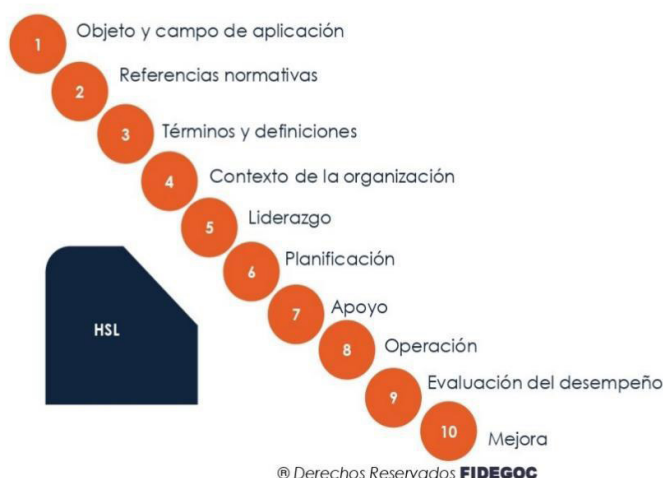 1 Objeto y campo de aplicación
2 Referencias normativas
3 Términos y definiciones
4 Contexto de la organización
5 Liderazgo
6 Planificación
7 Apoyo
8 Operación
9 Evaluación del desempeño
10 Mejora
HSL
® Derechos Reservados FIDEGOC